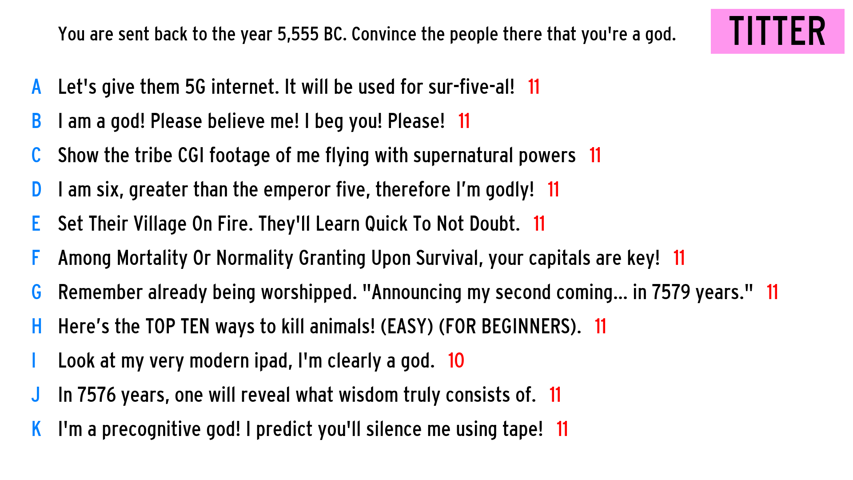 You are sent back to the year 5,555 BC. Convince the people there that you're a god.
TITTER
A Let's give them 5G internet. It will be used for sur-five-al! 11
B I am a god! Please believe me! I beg you! Please! 11
C Show the tribe CGI footage of me flying with supernatural powers 11
D I am six, greater than the emperor five, therefore I’m godly! 11
E Set Their Village On Fire. They'll Learn Quick To Not Doubt. 11
F Among Mortality Or Normality Granting Upon Survival, your capitals are key! 11
G Remember already being worshipped. "Announcing my second coming... in 7579 years." 11
H Here’s the TOP TEN ways to kill animals! (EASY) (FOR BEGINNERS). 11
I Look at my very modern ipad, I'm clearly a god. 10
J In 7576 years, one will reveal what wisdom truly consists of. 11
K I'm a precognitive god! I predict you'll silence me using tape! 11